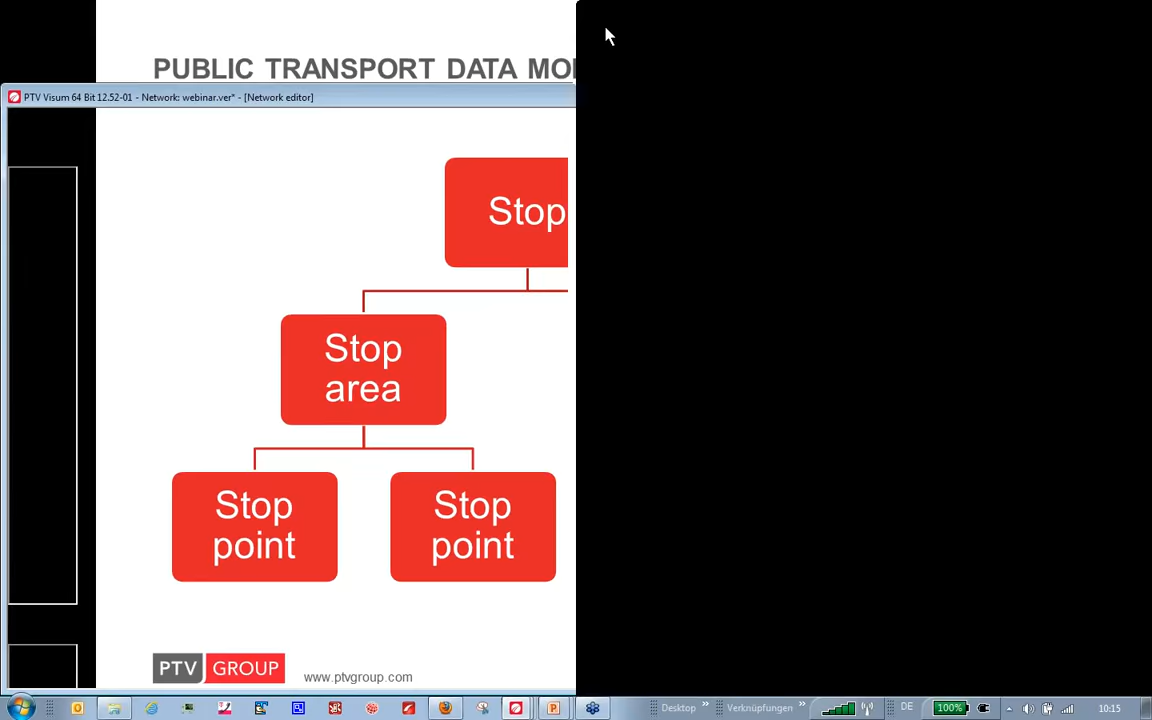 PUBLIC TRANSPORT DATA MO
PTV Visum 64 Bit 12.52-01 - Network: webinar.ver* - [Network editor]
Stop
Stop
area
Stop
point
Stop
point
PTV GROUP
www.ptvgroup.com
Desktop
Verknüpfungen
DE
100%
10:15